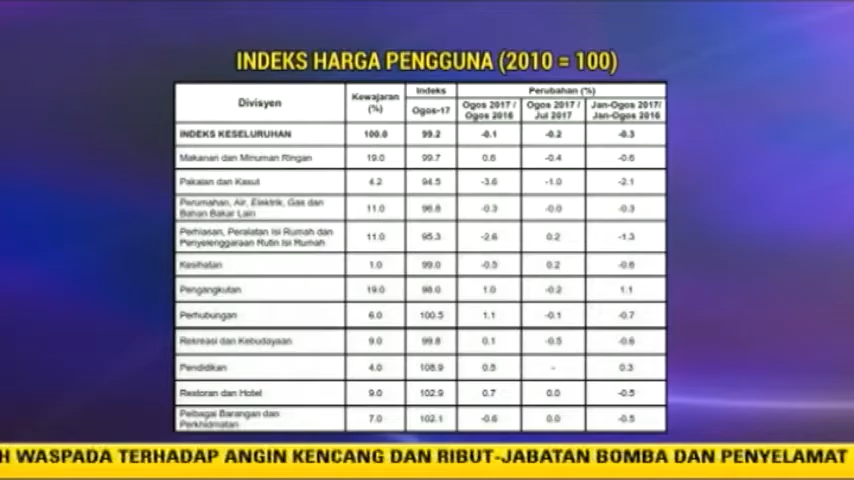 INDEKS HARGA PENGGUNA (2010 = 100)
Divisyen Kewajaran (%) Indeks Perubahan (%)
Ogos-17 Ogos 2017 / Ogos 2016 Ogos 2017 / Jul 2017 Jan-Ogos 2017/ Jan-Ogos 2016
INDEKS KESELURUHAN 100.0 99.2 -0.1 -0.2 -0.3
Makanan dan Minuman Ringan 19.0 99.7 0.6 -0.4 -0.6
Pakaian dan Kasut 4.2 94.5 -3.6 -1.0 -2.1
Perumahan, Air, Elektrik, Gas dan
Bahan Bakar Lain 11.0 96.8 -0.3 -0.0 -0.3
Perhiasan, Peralatan Isi Rumah dan
Penyelenggaraan Rutin Isi Rumah 11.0 95.3 -2.6 0.2 -1.3
Kesihatan 1.0 99.0 -0.5 0.2 -0.6
Pengangkutan 19.0 98.0 1.0 -0.2 1.1
Perhubungan 6.0 100.5 1.1 -0.1 -0.7
Rekreasi dan Kebudayaan 9.0 99.8 0.1 -0.5 -0.6
Pendidikan 4.0 108.9 0.5 - 0.3
Restoran dan Hotel 9.0 102.9 0.7 0.0 -0.5
Pelbagai Barangan dan
Perkhidmatan 7.0 102.1 -0.6 0.0 -0.5
H WASPADA TERHADAP ANGIN KENCANG DAN RIBUT-JABATAN BOMBA DAN PENYELAMAT